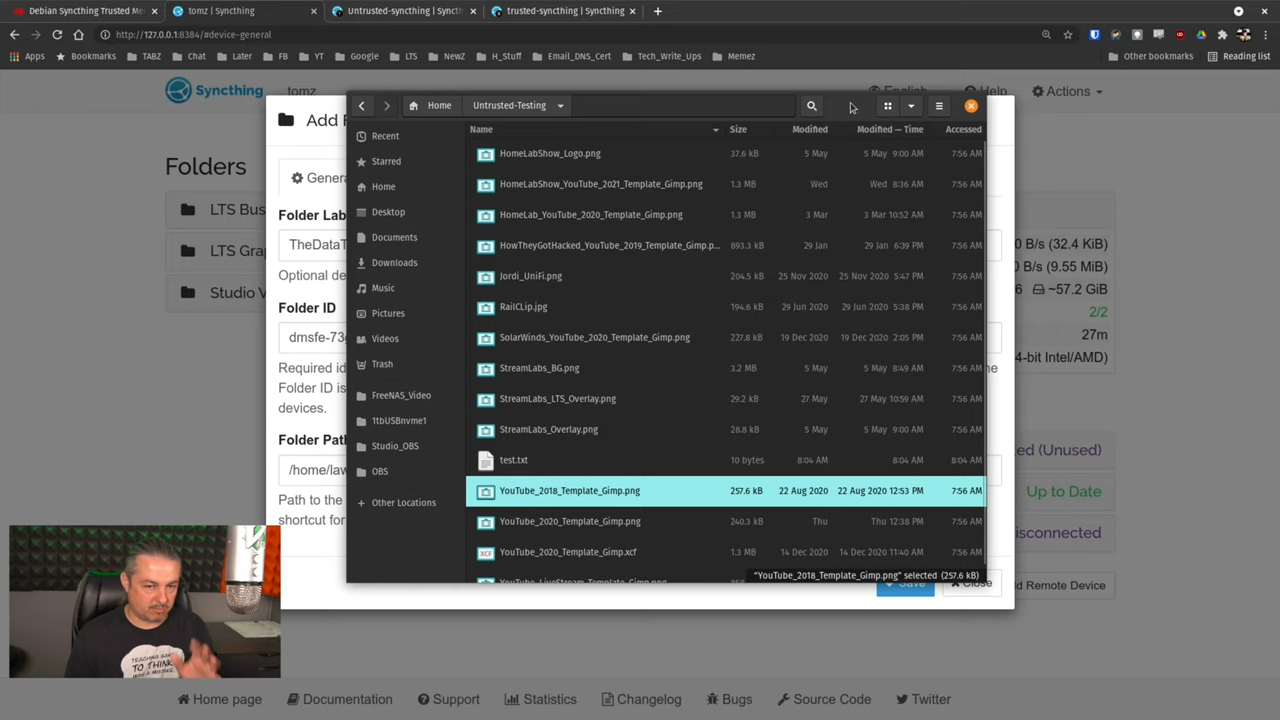 Debian Syncthing Trusted Me
tomz | Syncthing
Untrusted-syncthing | Syncth
trusted-syncthing | Syncthing
http://127.0.0.1:8384/#device-general
Apps
Bookmarks
TABZ
Chat
Later
FB
YT
Google
LTS
NewZ
H_Stuff
Email_DNS_Cert
Tech_Write_Ups
Memez
Other bookmarks
Reading list
Syncthing
tomz
English
Help
Actions
Add F
Folders
LTS Bus
LTS Grap
Studio V
Genera
Folder Lab
TheDataT
Optional de
Folder ID
dmsfe-73
Required id
Folder ID is
devices.
Folder Path
/home/law
Path to the
shortcut for
Home
Untrusted-Testing
Recent
Starred
Home
Desktop
Documents
Downloads
Music
Pictures
Videos
Trash
FreeNAS_Video
1tbUSBnvme1
Studio_OBS
OBS
Other Locations
Name Size Modified Modified — Time Accessed
HomeLabShow_Logo.png 37.6 kB 5 May 5 May 9:00 AM 7:56 AM
HomeLabShow_YouTube_2021_Template_Gimp.png 1.3 MB Wed Wed 8:36 AM 7:56 AM
HomeLab_YouTube_2020_Template_Gimp.png 1.3 MB 3 Mar 3 Mar 10:52 AM 7:56 AM
HowTheyGotHacked_YouTube_2019_Template_Gimp.p... 893.3 kB 29 Jan 29 Jan 6:39 PM 7:56 AM
Jordi_UniFi.png 204.5 kB 25 Nov 2020 25 Nov 2020 5:47 PM 7:56 AM
RailCLip.jpg 194.6 kB 29 Jun 2020 29 Jun 2020 5:38 PM 7:56 AM
SolarWinds_YouTube_2020_Template_Gimp.png 227.8 kB 19 Dec 2020 19 Dec 2020 2:05 PM 7:56 AM
StreamLabs_BG.png 3.2 MB 5 May 5 May 8:49 AM 7:56 AM
StreamLabs_LTS_Overlay.png 29.2 kB 27 May 27 May 10:59 AM 7:56 AM
StreamLabs_Overlay.png 28.8 kB 5 May 5 May 9:00 AM 7:56 AM
test.txt 10 bytes 8:04 AM 8:04 AM 8:04 AM
YouTube_2018_Template_Gimp.png 257.6 kB 22 Aug 2020 22 Aug 2020 12:53 PM 7:56 AM
YouTube_2020_Template_Gimp.png 240.3 kB Thu Thu 12:38 PM 7:56 AM
YouTube_2020_Template_Gimp.xcf 1.3 MB 14 Dec 2020 14 Dec 2020 11:40 AM 7:56 AM
YouTube_LiveStream_Template_Gimp.png
"YouTube_2018_Template_Gimp.png" selected (257.6 kB)
0 B/s (32.4 KiB)
0 B/s (9.55 MiB)
6 ~57.2 GiB
2/2
27m
4-bit Intel/AMD)
he
ed (Unused)
Up to Date
sconnected
Save
Close
d Remote Device
TEACHING
TO THINK
Home page
Documentation
Support
Statistics
Changelog
Bugs
Source Code
Twitter